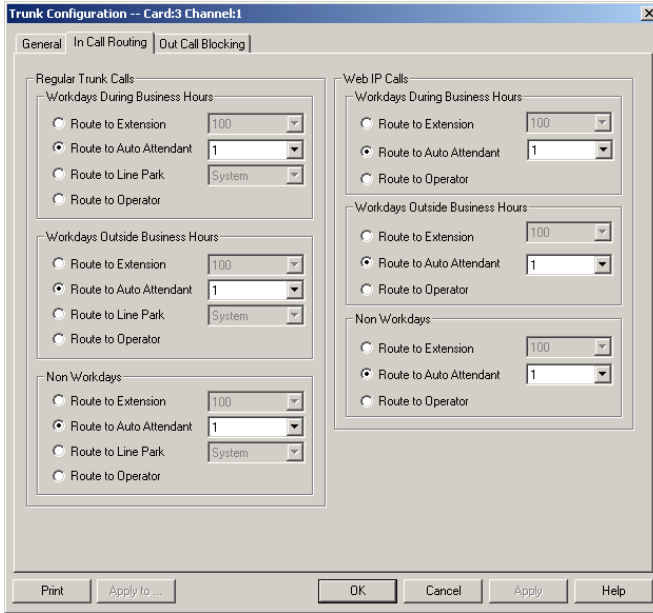 Trunk Configuration -- Card:3 Channel:1
General In Call Routing Out Call Blocking
Regular Trunk Calls
Workdays During Business Hours
Route to Extension 100
Route to Auto Attendant 1
Route to Line Park System
Route to Operator
Workdays Outside Business Hours
Route to Extension 100
Route to Auto Attendant 1
Route to Line Park System
Route to Operator
Non Workdays
Route to Extension 100
Route to Auto Attendant 1
Route to Line Park System
Route to Operator
Web IP Calls
Workdays During Business Hours
Route to Extension 100
Route to Auto Attendant 1
Route to Operator
Workdays Outside Business Hours
Route to Extension 100
Route to Auto Attendant 1
Route to Operator
Non Workdays
Route to Extension 100
Route to Auto Attendant 1
Route to Operator
Print Apply to ... OK Cancel Apply Help